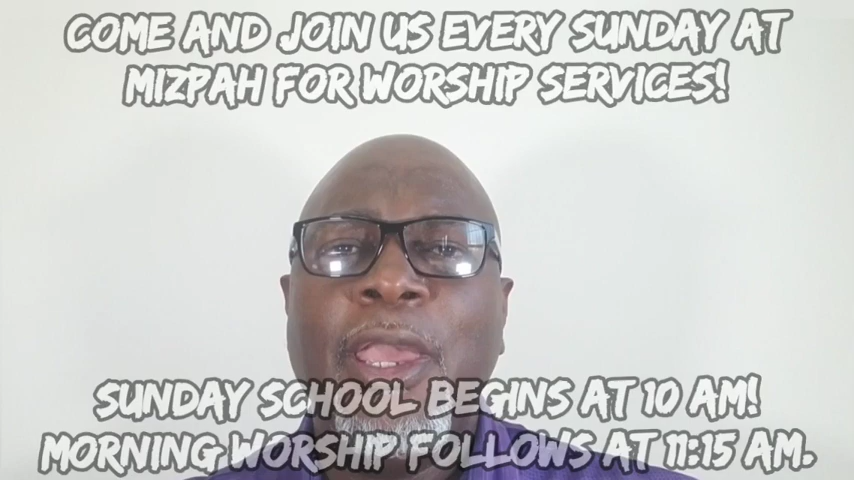 COME AND JOIN US EVERY SUNDAY AT
MIZPAH FOR WORSHIP SERVICES!
SUNDAY SCHOOL BEGINS AT 10 AM!
MORNING WORSHIP FOLLOWS AT 11:15 AM.